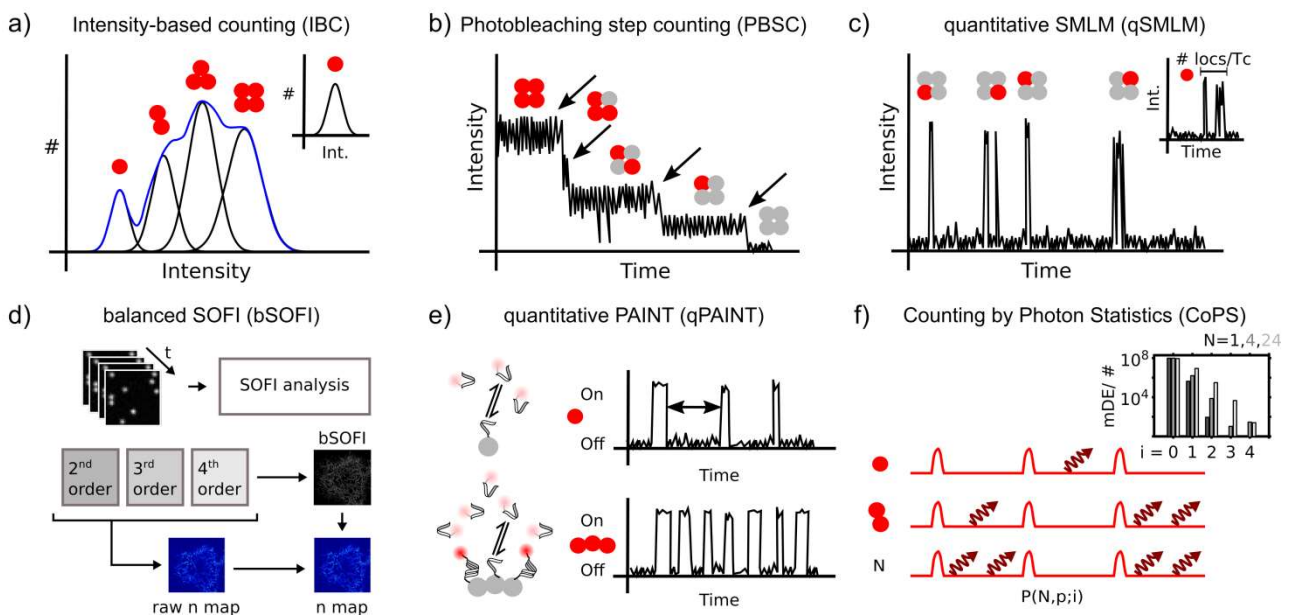 a) Intensity-based counting (IBC)
#
#
Int.
Intensity
b) Photobleaching step counting (PBSC)
Intensity
Time
c) quantitative SMLM (qSMLM)
# locs/Tc
Int.
Time
Intensity
Time
d) balanced SOFI (bSOFI)
t
SOFI analysis
bSOFI
2nd
order
3rd
order
4th
order
raw n map
n map
e) quantitative PAINT (qPAINT)
On
Off
Time
On
Off
Time
f) Counting by Photon Statistics (CoPS)
N=1,4,24
mDE/ #
10^8
10^4
i = 0 1 2 3 4
N
P(N,p;i)